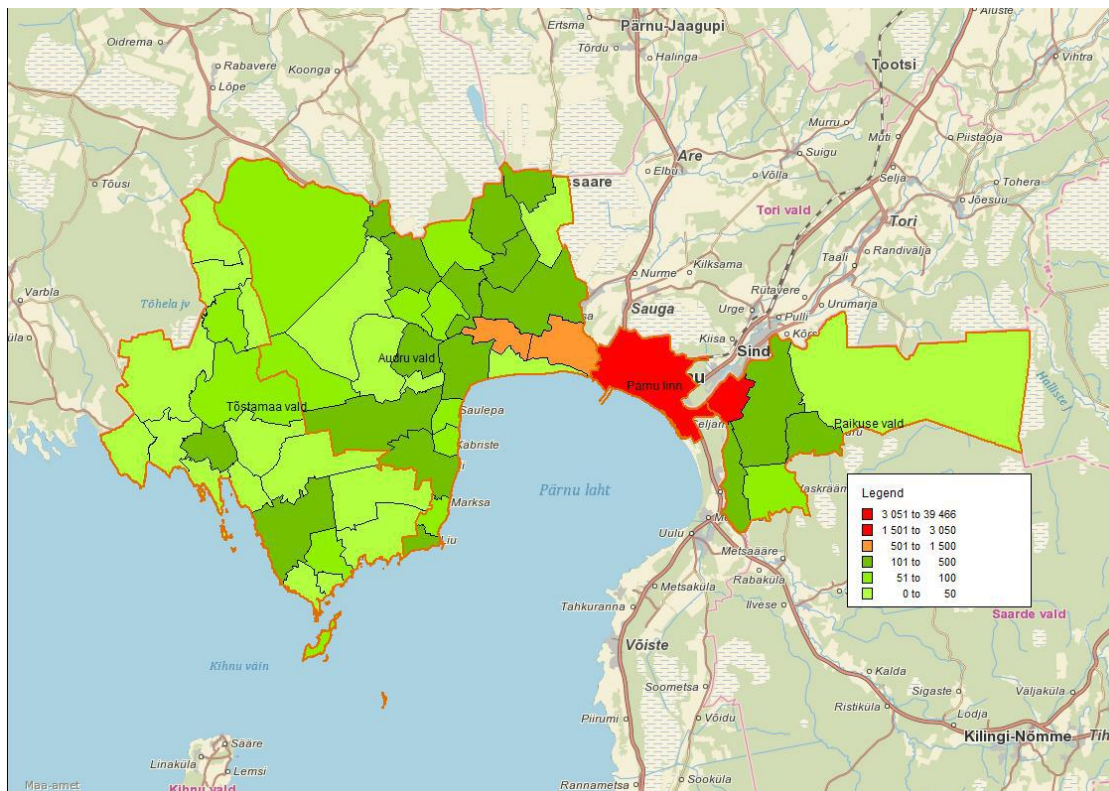 Ertsma
Pärnu-Jaagupi
Aluste
Oidrema
Tõrdu
Rabavere
Koonga
Halinga
Vihtra
Tootsi
Lõpe
Murru
Muti
Piistaoja
Are
Suigu
Elbu
Võlla
Selja
Tohera
Tõusi
ssaare
Jõesuu
Tori vald
Tori
Randivälja
Taali
Nurme
Kilksama
Varbla
Rütavere
Tõhela jv
Sauga
Urge
Urumarja
Pulli
Kiisa
Sind
Audru vald
Pärnu linn
Halliste j
Tõstamaa vald
Saulepa
Paikuse vald
Kabriste
Pärnu laht
Marksa
Legend
3 051 to 39 466
1 501 to 3 050
501 to 1 500
101 to 500
51 to 100
0 to 50
Liu
Uulu
Metsaääre
Rabaküla
Metsaküla
Ilvese
Tahkuranna
Saarde vald
Võiste
Kihnu väin
Kalda
Soometsa
Sigaste
Väljaküla
Ristiküla
Lodja
Piirumi
Võidu
Kilingi-Nõmme
Sääre
Linaküla
Lemsi
Maa-amet
Kihnu vald
Rannametsa
Sooküla